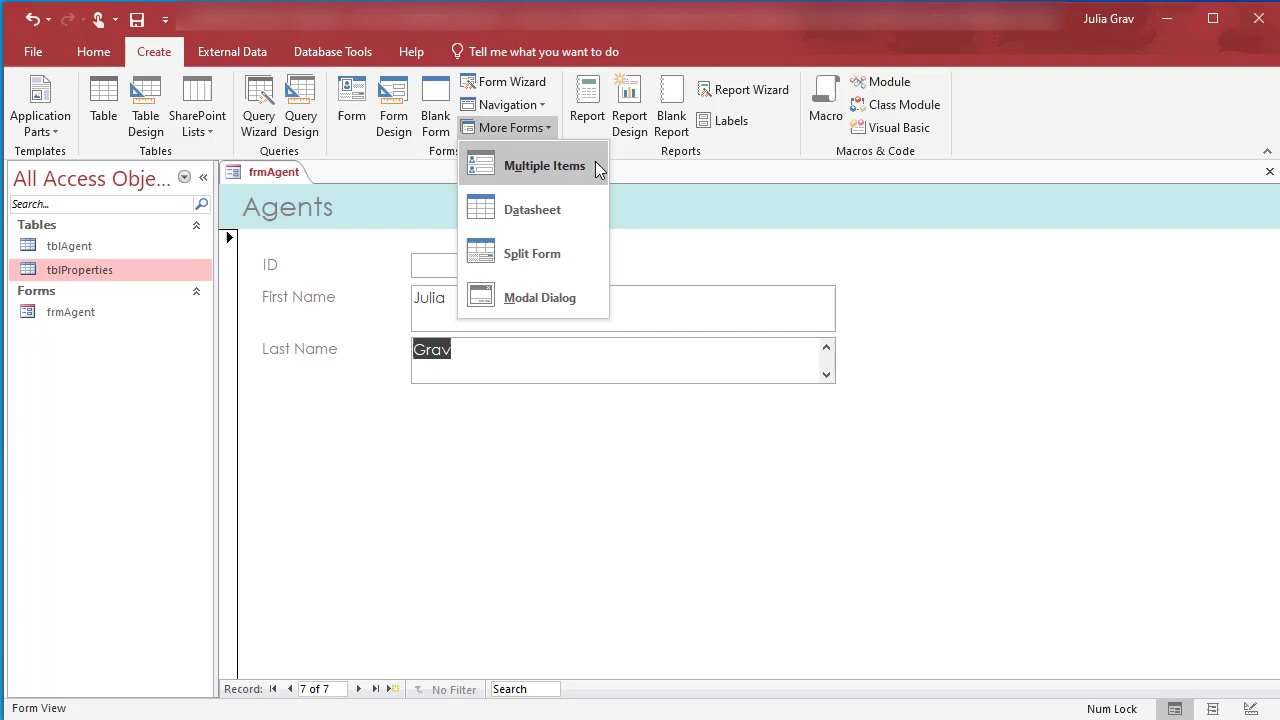 Julia Grav
File Home Create External Data Database Tools Help Tell me what you want to do
Application Parts
Templates
Table
Table Design
SharePoint Lists
Tables
Query Wizard
Query Design
Queries
Form
Form Design
Blank Form
Form Wizard
Navigation
More Forms
Forms
Report
Report Design
Blank Report
Report Wizard
Labels
Reports
Macro
Module
Class Module
Visual Basic
Macros & Code
Multiple Items
Datasheet
Split Form
Modal Dialog
All Access Obje...
Search...
Tables
tblAgent
tblProperties
Forms
frmAgent
frmAgent
Agents
ID
First Name Julia
Last Name Grav
Record: 7 of 7 No Filter Search
Form View Num Lock